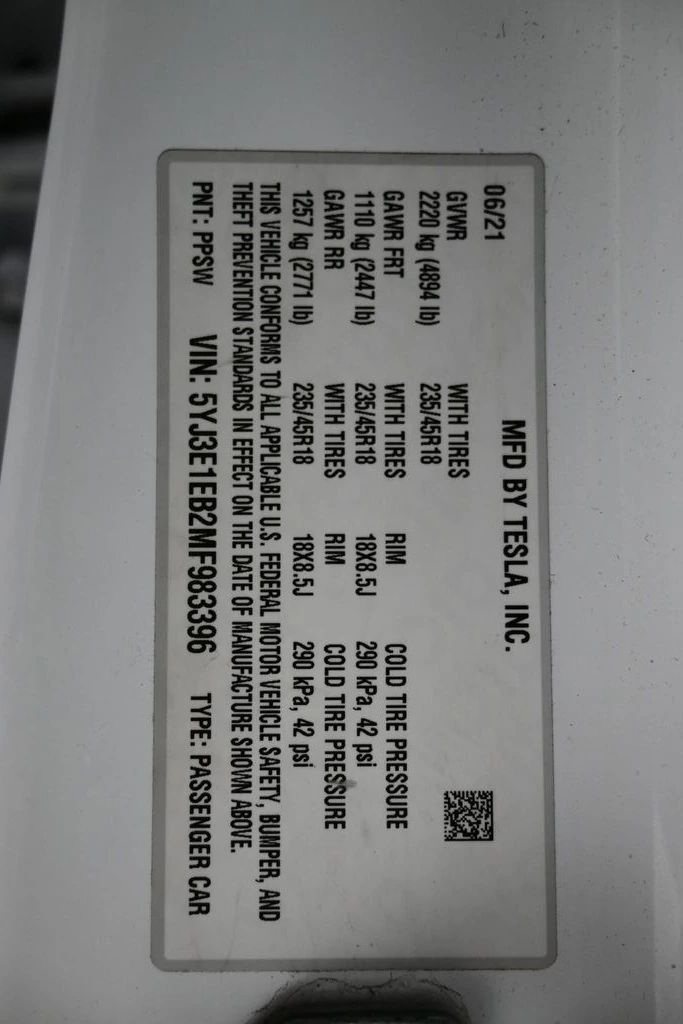 MFD BY TESLA, INC.
06/21
GVWR WITH TIRES
2220 kg (4894 lb) 235/45R18
GAWR FRT WITH TIRES RIM COLD TIRE PRESSURE
1110 kg (2447 lb) 235/45R18 18X8.5J 290 kPa, 42 psi
GAWR RR WITH TIRES RIM COLD TIRE PRESSURE
1257 kg (2771 lb) 235/45R18 18X8.5J 290 kPa, 42 psi
THIS VEHICLE CONFORMS TO ALL APPLICABLE U.S. FEDERAL MOTOR VEHICLE SAFETY, BUMPER, AND
THEFT PREVENTION STANDARDS IN EFFECT ON THE DATE OF MANUFACTURE SHOWN ABOVE.
PNT: PPSW VIN: 5YJ3E1EB2MF983396 TYPE: PASSENGER CAR